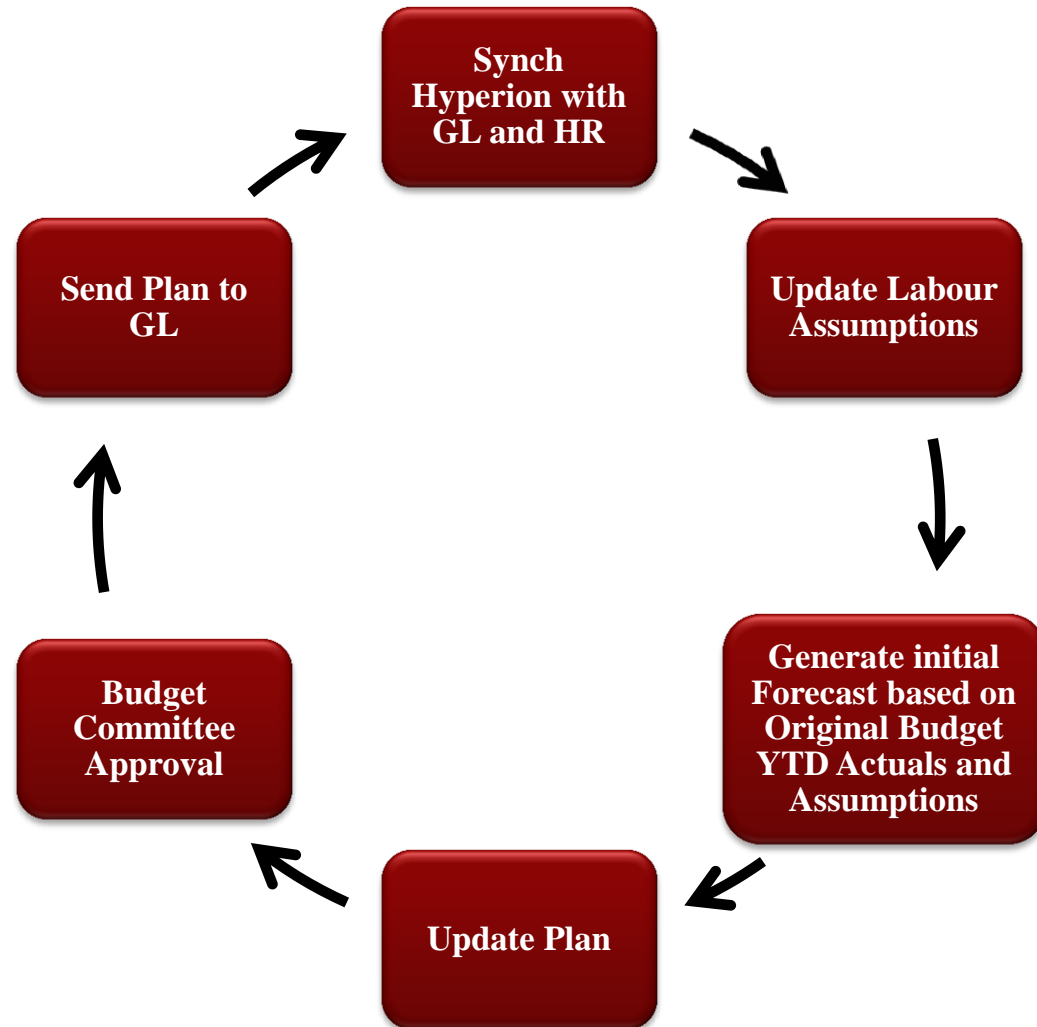 Synch
Hyperion with
GL and HR
Update Labour
Assumptions
Generate initial
Forecast based on
Original Budget
YTD Actuals and
Assumptions
Update Plan
Budget
Committee
Approval
Send Plan to
GL